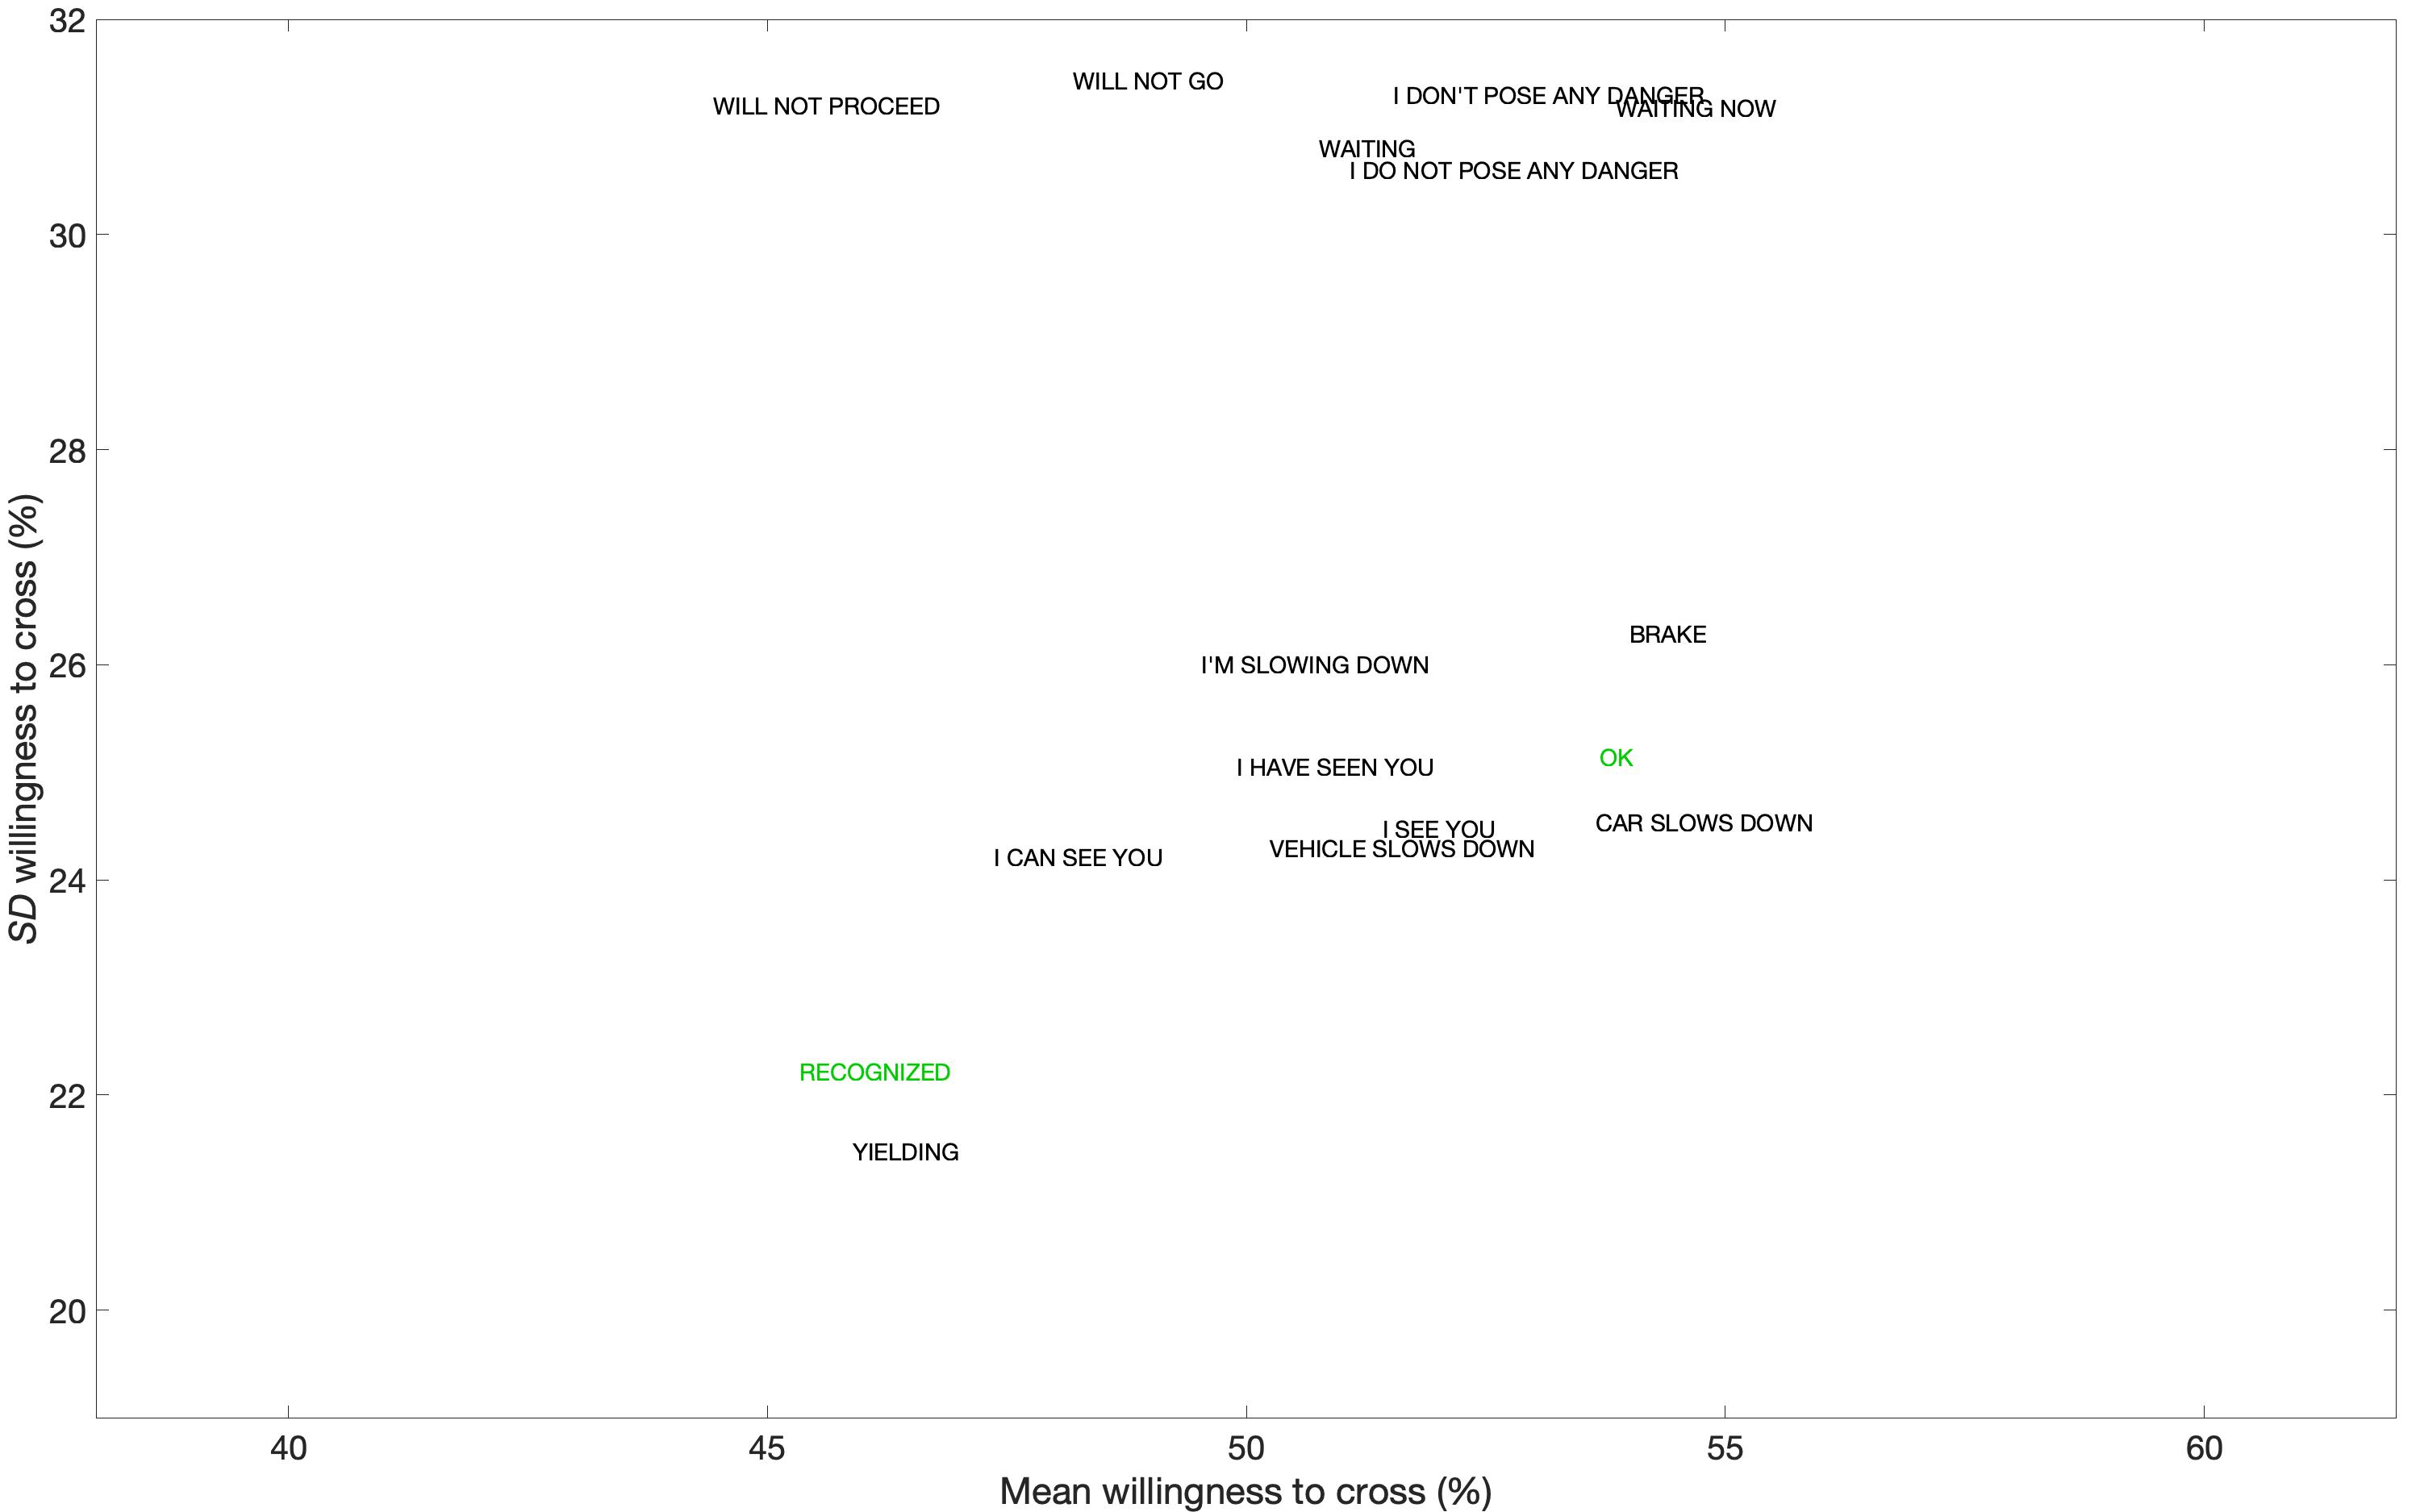 32
WILL NOT GO
I DON'T POSE ANY DANGER
WILL NOT PROCEED
WAITING NOW
WAITING
I DO NOT POSE ANY DANGER
30
28
BRAKE
26
I'M SLOWING DOWN
OK
I HAVE SEEN YOU
CAR SLOWS DOWN
I SEE YOU
VEHICLE SLOWS DOWN
I CAN SEE YOU
24
RECOGNIZED
22
YIELDING
20
SD willingness to cross (%)
40 45 50 55 60
Mean willingness to cross (%)